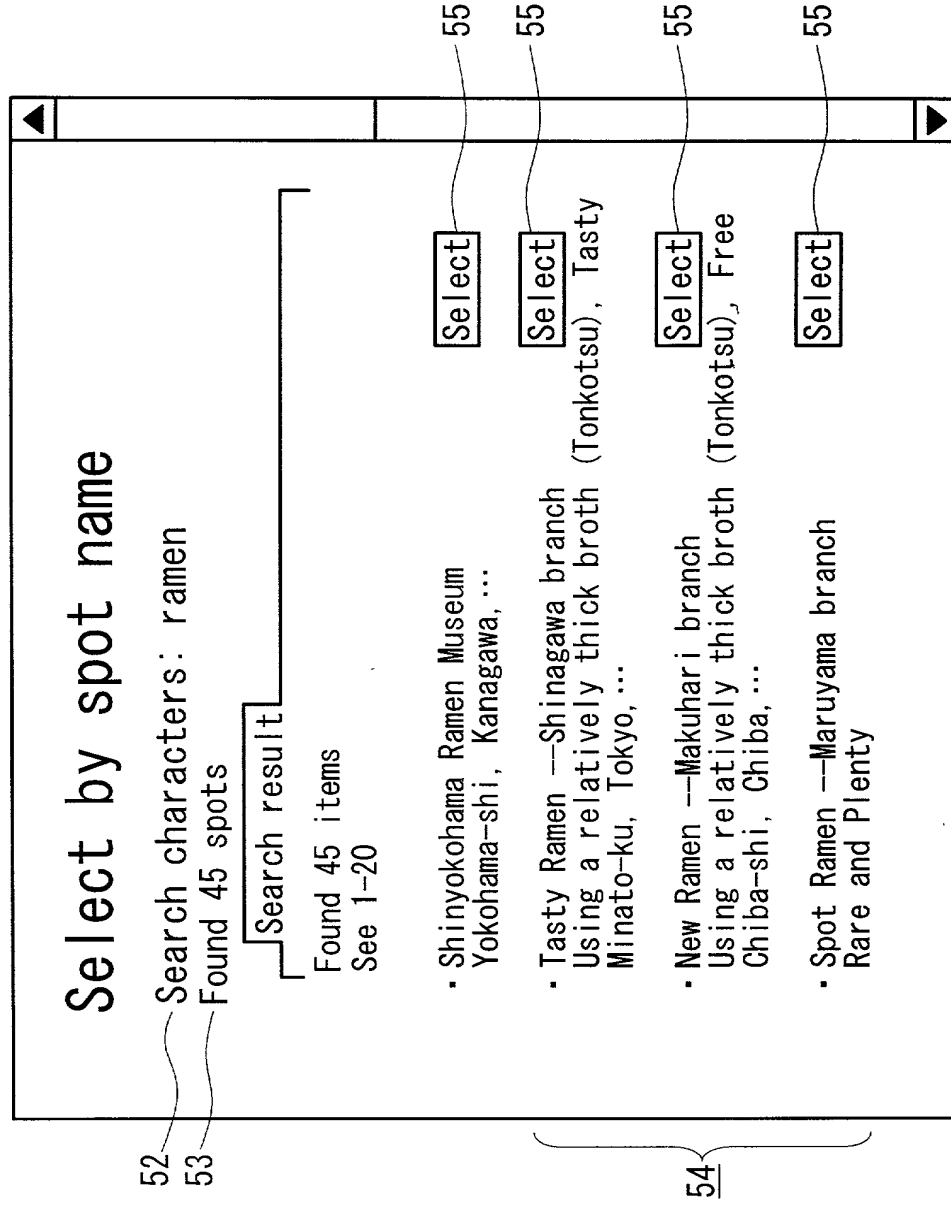 Select by spot name
52
Search characters: ramen
53
Found 45 spots
Search result
Found 45 items
See 1-20
54
・Shinyokohama Ramen Museum
Select
55
Yokohama-shi, Kanagawa,...
・Tasty Ramen --Shinagawa branch
Select
55
Using a relatively thick broth (Tonkotsu), Tasty
Minato-ku, Tokyo,...
・New Ramen --Makuhari branch
Select
55
Using a relatively thick broth (Tonkotsu), Free
Chiba-shi, Chiba,...
・Spot Ramen --Maruyama branch
Select
55
Rare and Plenty